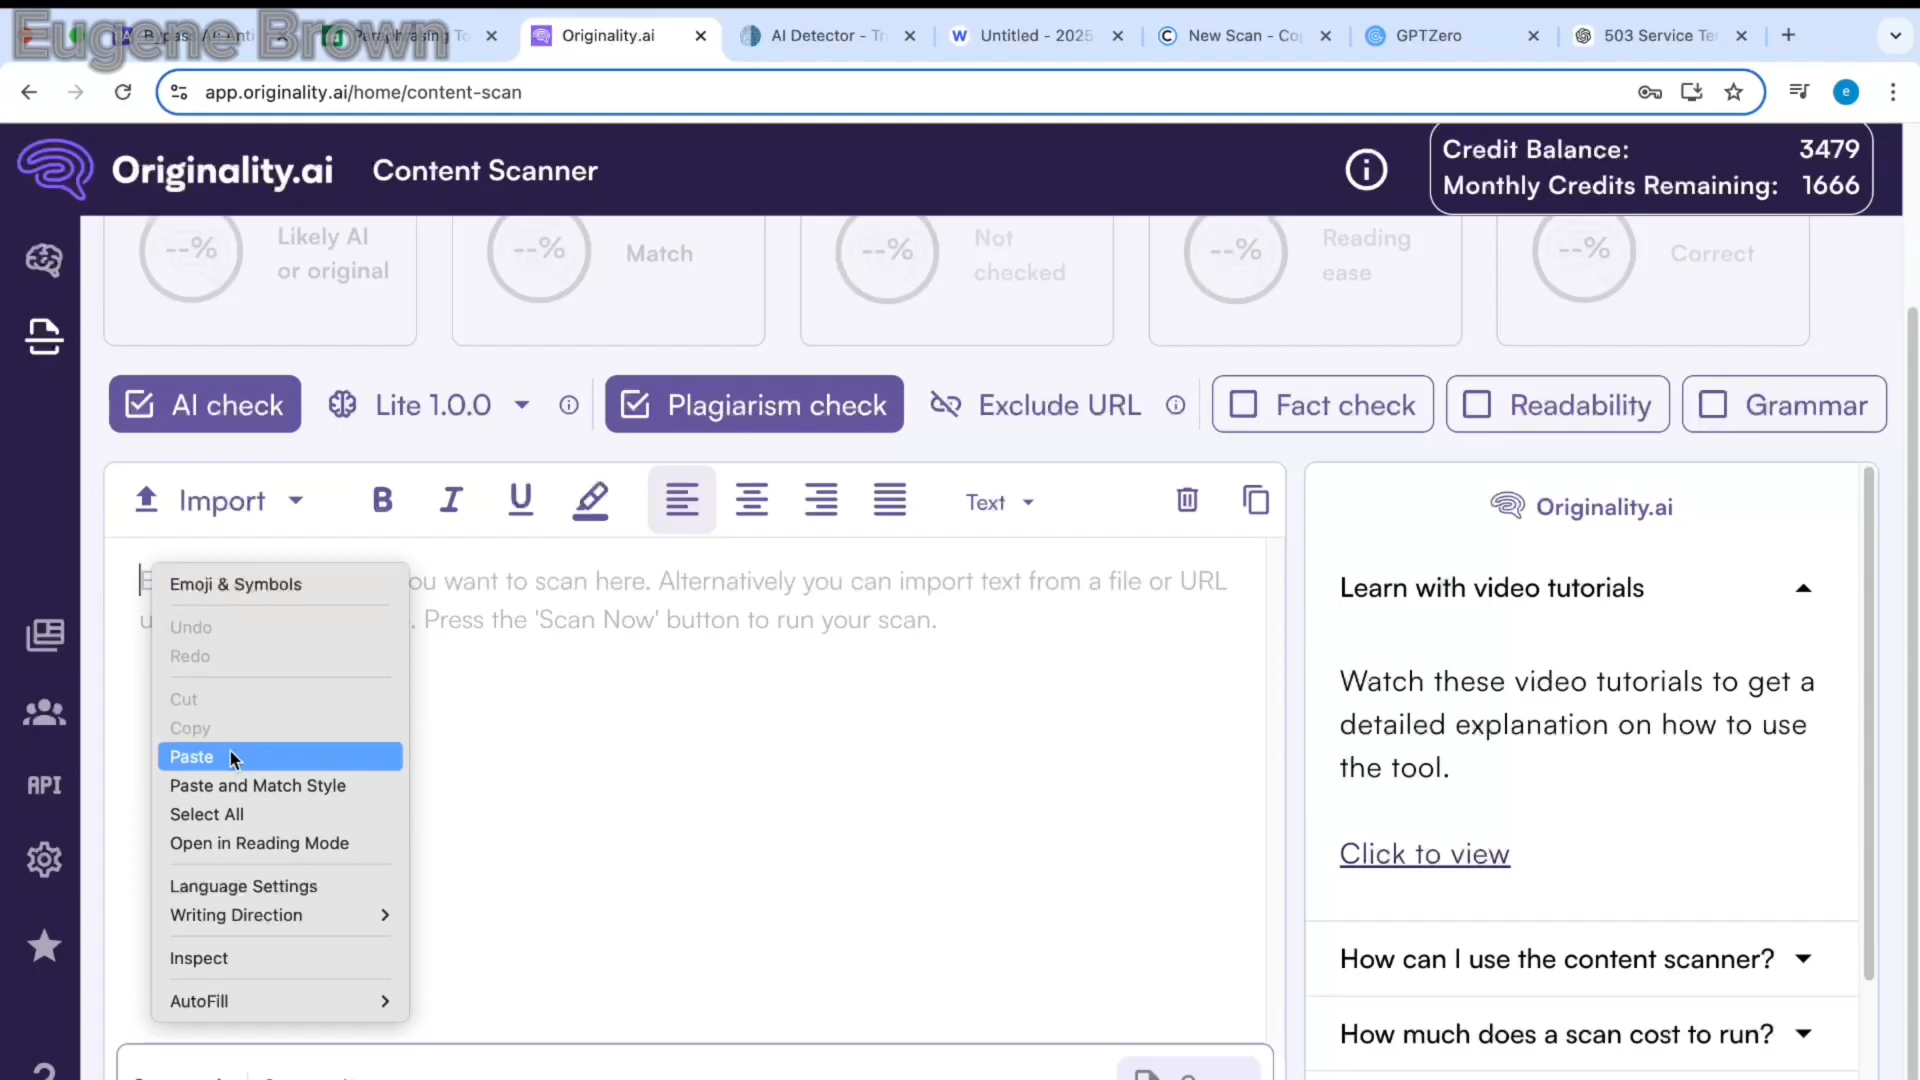 Eugene Brown
Originality.ai
AI Detector - Tr
Untitled - 2025
New Scan - Co
GPTZero
503 Service Te
app.originality.ai/home/content-scan
e
Originality.ai
Content Scanner
Credit Balance: 3479
Monthly Credits Remaining: 1666
--% Likely AI or original
--% Match
--% Not checked
--% Reading ease
--% Correct
AI check
Lite 1.0.0
Plagiarism check
Exclude URL
Fact check
Readability
Grammar
Import
B I U
Text
ou want to scan here. Alternatively you can import text from a file or URL
. Press the 'Scan Now' button to run your scan.
Emoji & Symbols
Undo
Redo
Cut
Copy
Paste
Paste and Match Style
Select All
Open in Reading Mode
Language Settings
Writing Direction
Inspect
AutoFill
API
Originality.ai
Learn with video tutorials
Watch these video tutorials to get a
detailed explanation on how to use
the tool.
Click to view
How can I use the content scanner?
How much does a scan cost to run?